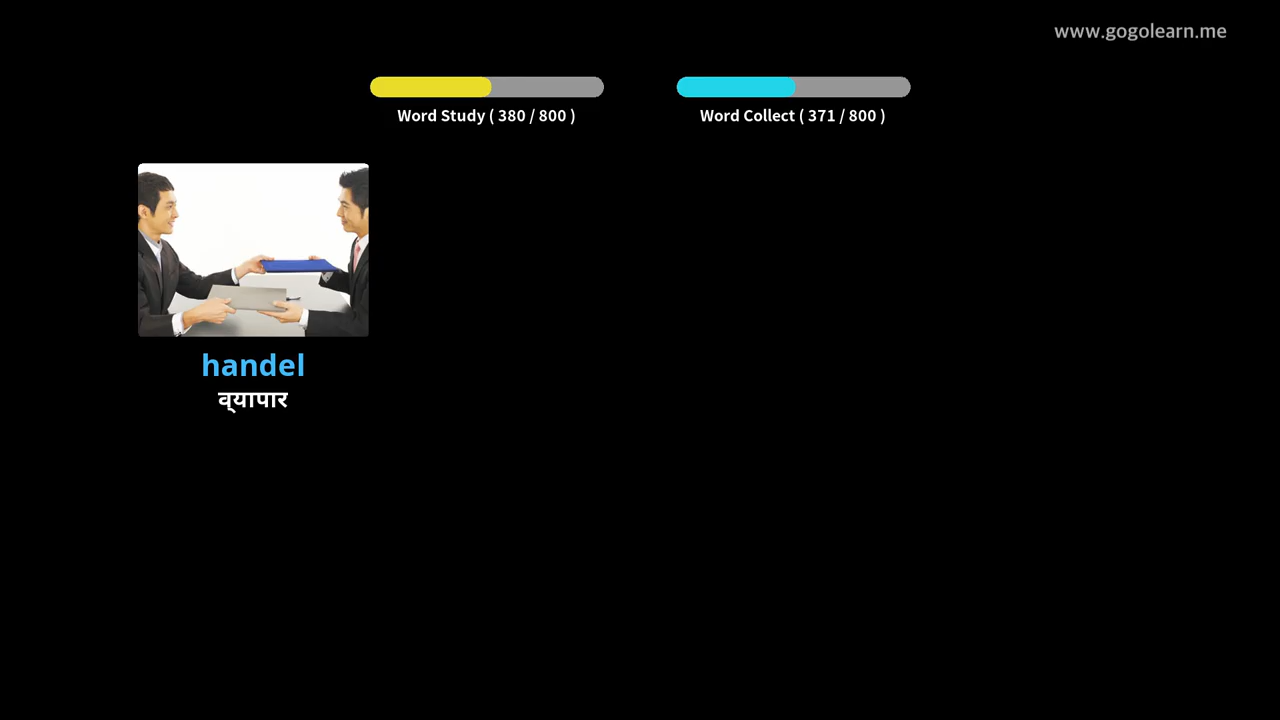 www.gogolearn.me
Word Study ( 380 / 800 )
Word Collect ( 371 / 800 )
handel
व्यापार